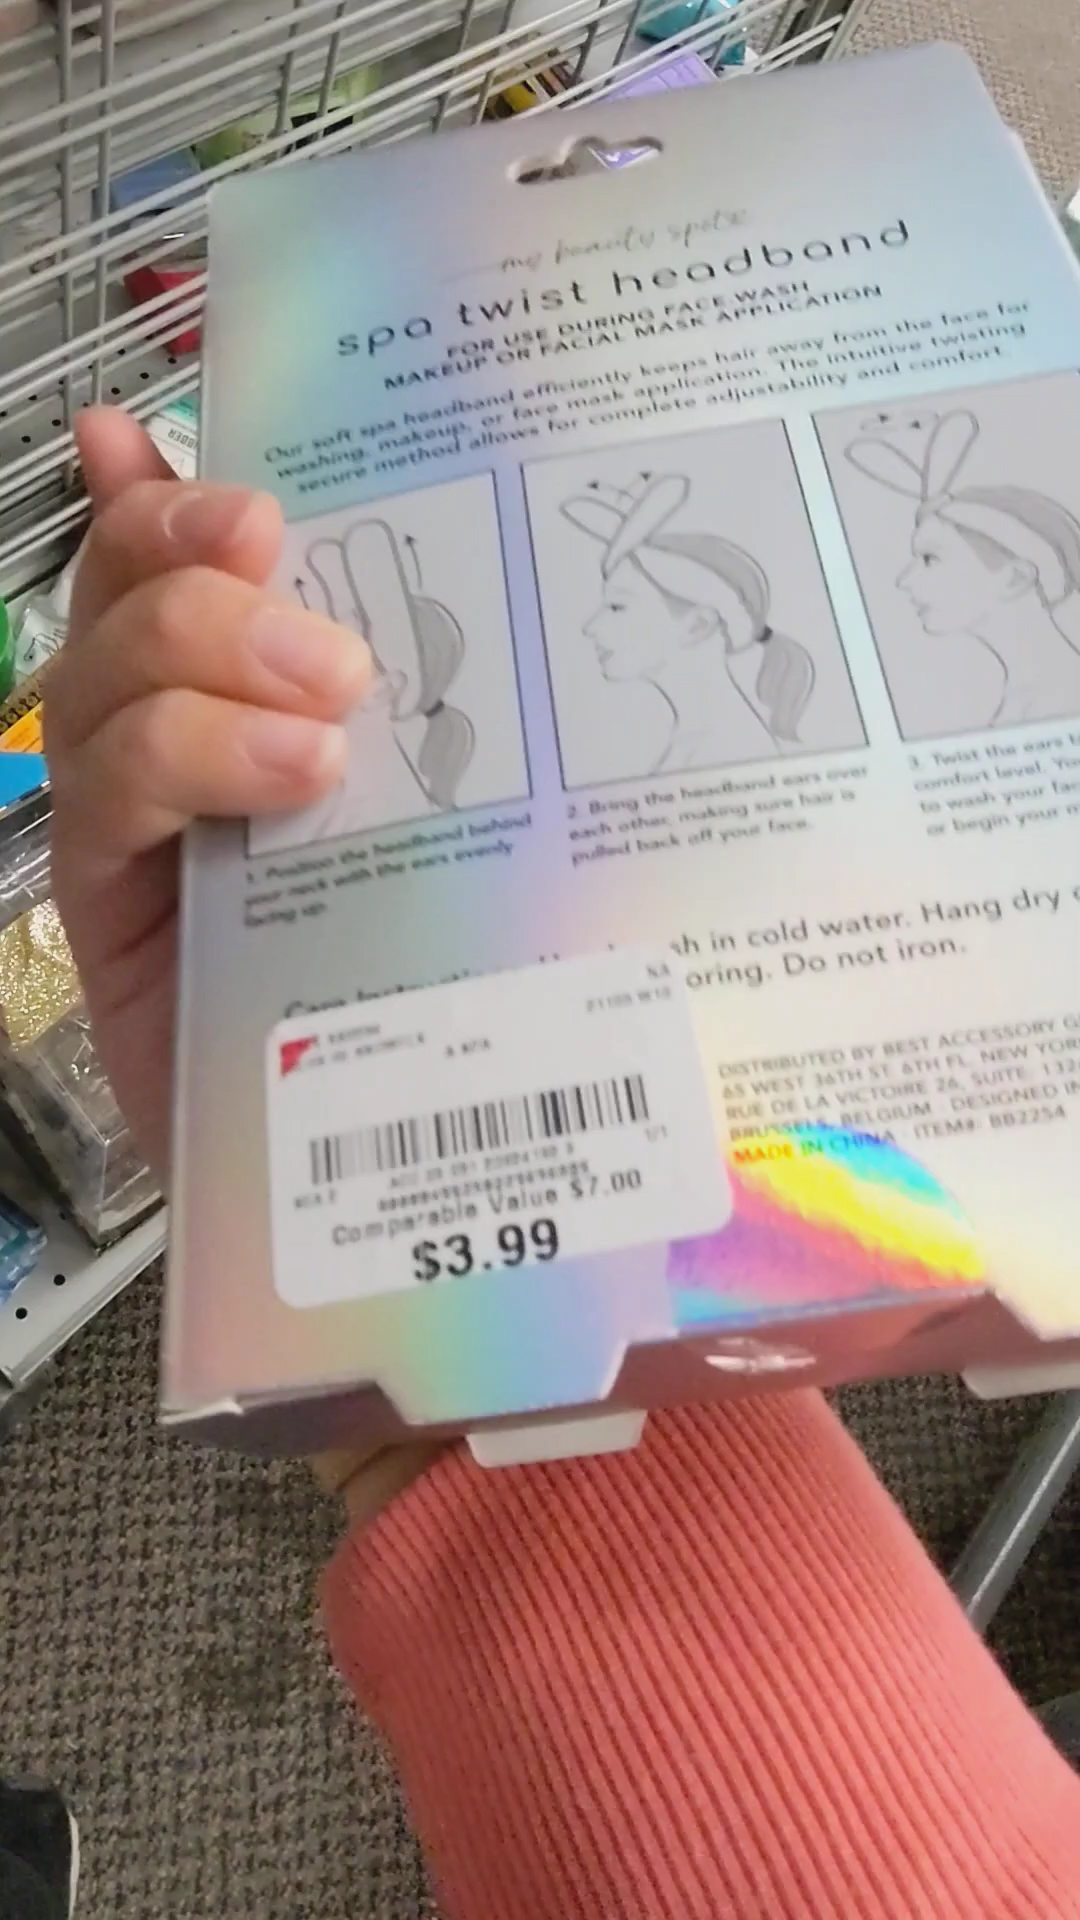 my beauty spot
spa twist headband
FOR USE DURING FACE WASH
MAKEUP OR FACIAL MASK APPLICATION
Our soft spa headband efficiently keeps hair away from the face for
washing, makeup, or face mask application. The intuitive twisting
secure method allows for complete adjustability and comfort.
1. Position the headband behind
your neck with the ears evenly
facing up.
2. Bring the headband ears over
each other, making sure hair is
pulled back off your face.
3. Twist the ears
comfort level.
to wash your
or begin your
Care
sh in cold water. Hang dry
oring. Do not iron.
DISTRIBUTED BY BEST ACCESSORY
65 WEST 36TH ST. 6TH FL, NEW
RUE DE LA VICTOIRE 26, SUITE:
BRUSSELS, BELGIUM DESIGNED
MADE IN CHINA ITEM#: BB2254
1/1
Comparable Value $7.00
$3.99